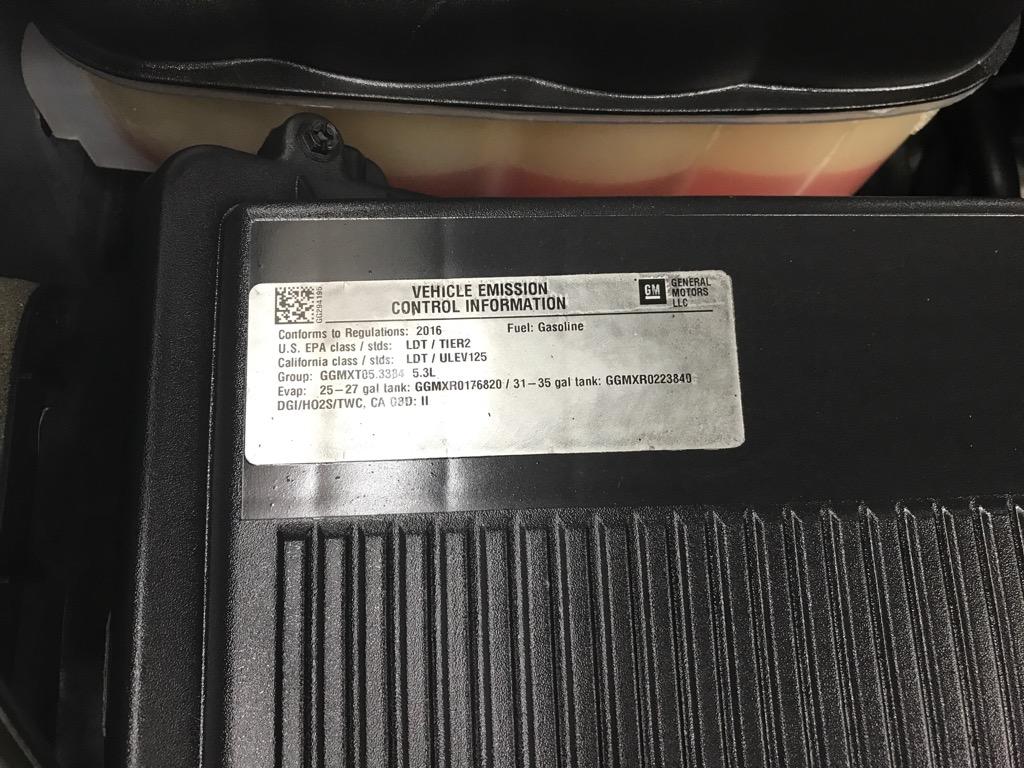 VEHICLE EMISSION
CONTROL INFORMATION
GM
GENERAL
MOTORS
LLC
Conforms to Regulations: 2016 Fuel: Gasoline
U.S. EPA class / stds: LDT / TIER2
California class / stds: LDT / ULEV125
Group: 5.3L
Evap: 25-27 gal tank: GGMXR0176820 / 31-35 gal tank: GGMXR0223840
DGI/HO2S/TWC, CA OBD: II